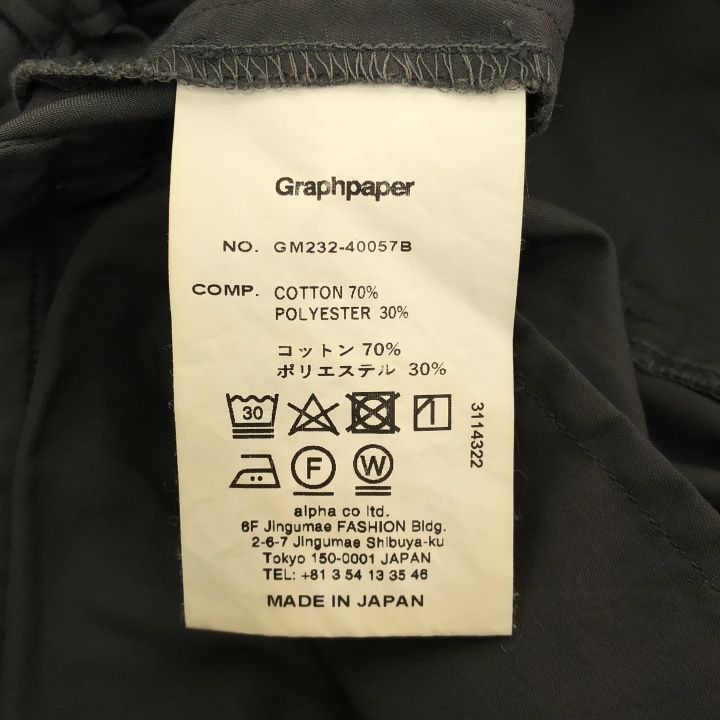 Graphpaper
NO. GM232-40057B
COMP. COTTON 70%
POLYESTER 30%
コットン 70%
ポリエステル 30%
30
3114322
F W
alpha co ltd.
6F Jingumae FASHION Bldg.
2-6-7 Jingumae Shibuya-ku
Tokyo 150-0001 JAPAN
TEL: +81 3 54 13 35 46
MADE IN JAPAN